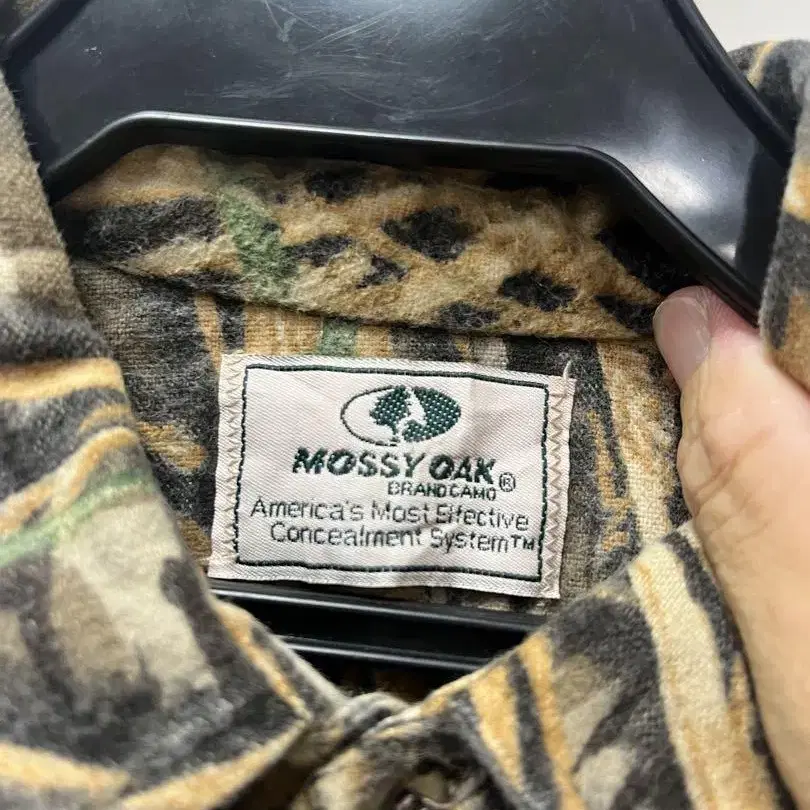 MOSSY OAK®
BRAND CAMO
America's Most Effective
Concealment System™